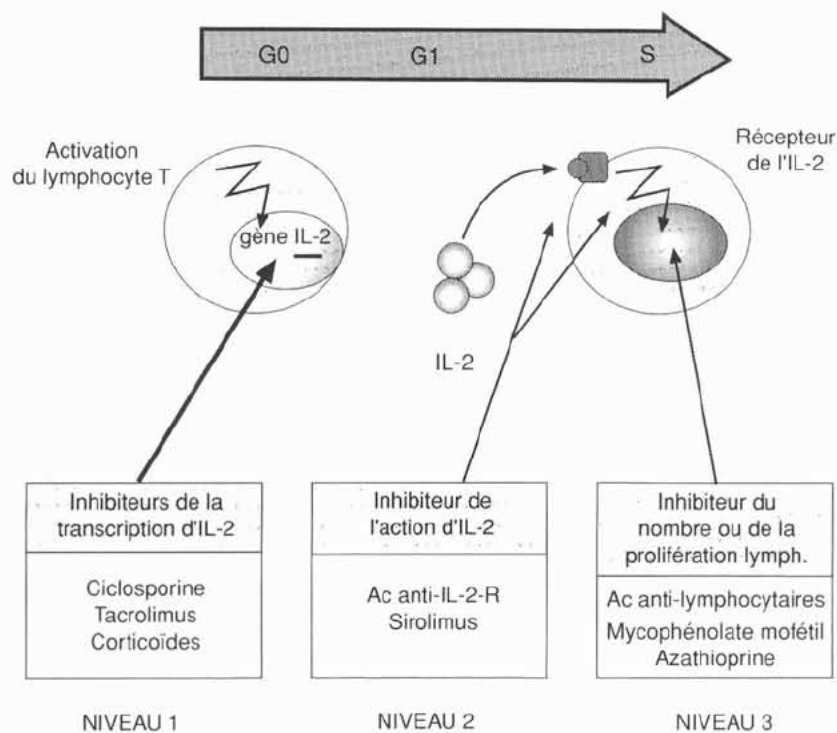 G0 G1 S
Activation
du lymphocyte T
gène IL-2
IL-2
Récepteur
de l'IL-2
Inhibiteurs de la
transcription d'IL-2
Ciclosporine
Tacrolimus
Corticoïdes
NIVEAU 1
Inhibiteur de
l'action d'IL-2
Ac anti-IL-2-R
Sirolimus
NIVEAU 2
Inhibiteur du
nombre ou de la
prolifération lymph.
Ac anti-lymphocytaires
Mycophénolate mofétil
Azathioprine
NIVEAU 3